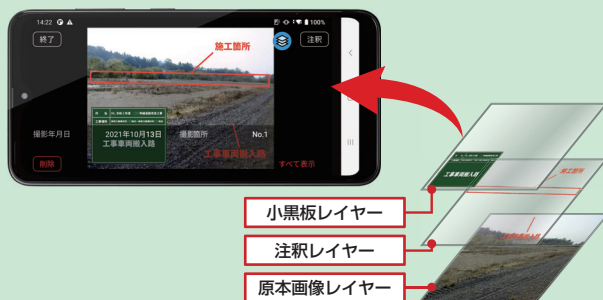 14:22
100%
終了
注釈
施工箇所
2021年10月13日
工事車両搬入路
撮影年月日
撮影箇所
No.1
工事車両搬入路
削除
すべて表示
工事車両搬入路
施工箇所
小黒板レイヤー
注釈レイヤー
原本画像レイヤー